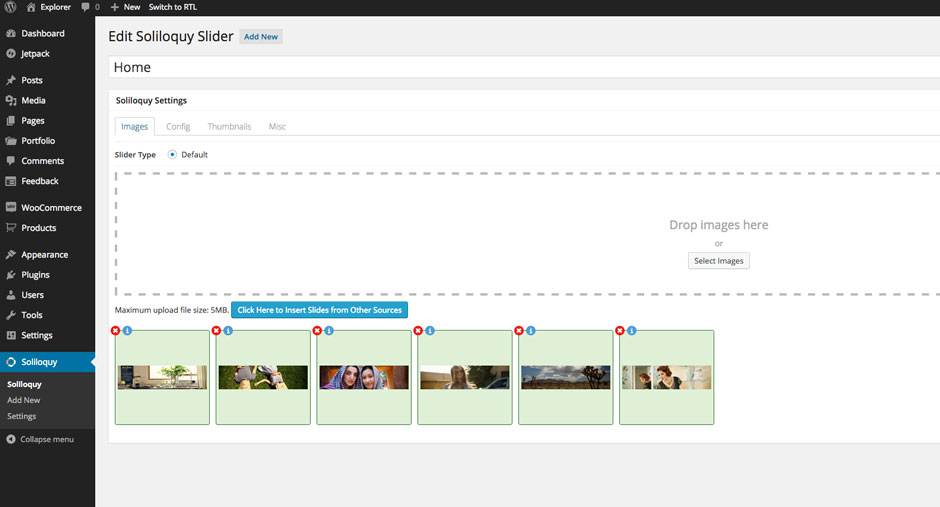 Explorer 0 New Switch to RTL
Dashboard
Jetpack
Posts
Media
Pages
Portfolio
Comments
Feedback
WooCommerce
Products
Appearance
Plugins
Users
Tools
Settings
Soliloquy
Soliloquy
Add New
Settings
Collapse menu
Edit Soliloquy Slider Add New
Home
Soliloquy Settings
Images Config Thumbnails Misc
Slider Type Default
Drop images here
or
Select Images
Maximum upload file size: 5MB. Click Here to Insert Slides from Other Sources